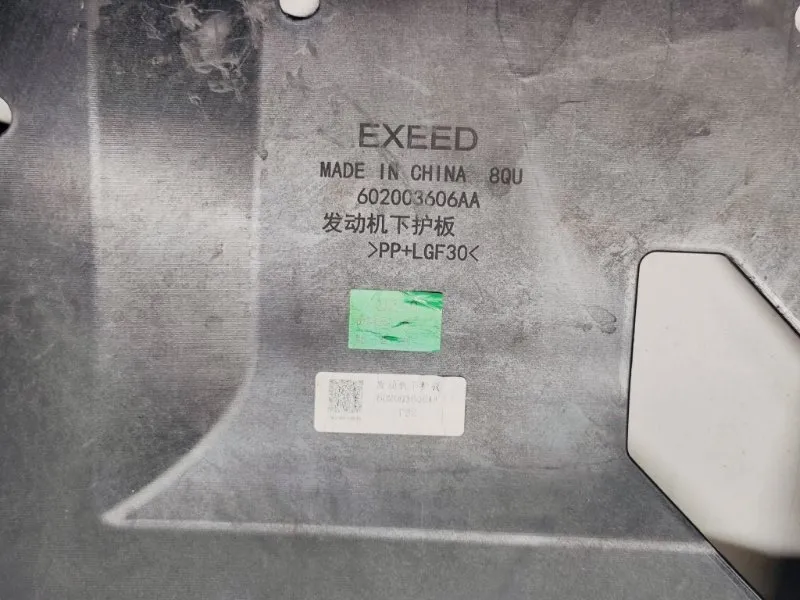 EXEED
MADE IN CHINA 8QU
602003606AA
发动机下护板
>PP+LGF30<